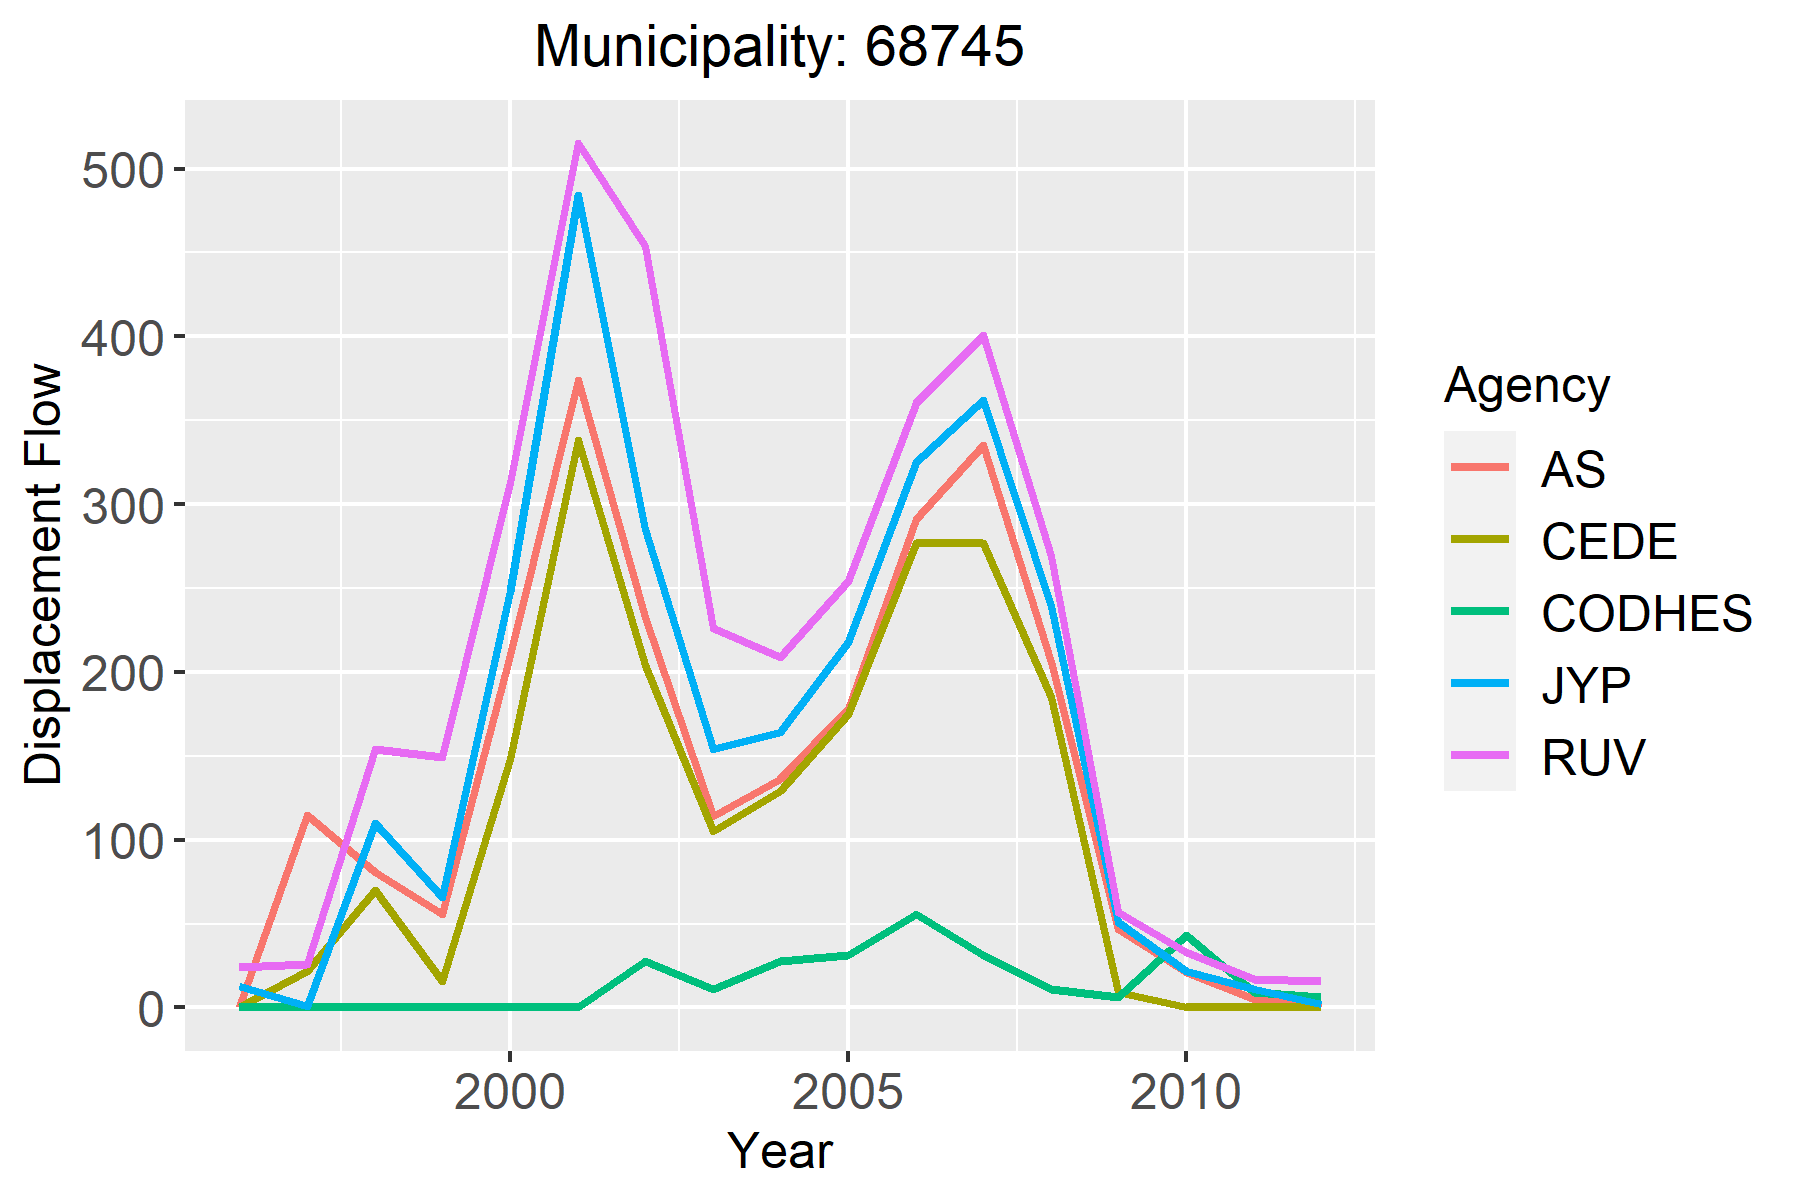 Municipality: 68745
Displacement Flow
500
400
300
200
100
0
2000
2005
2010
Year
Agency
AS
CEDE
CODHES
JYP
RUV